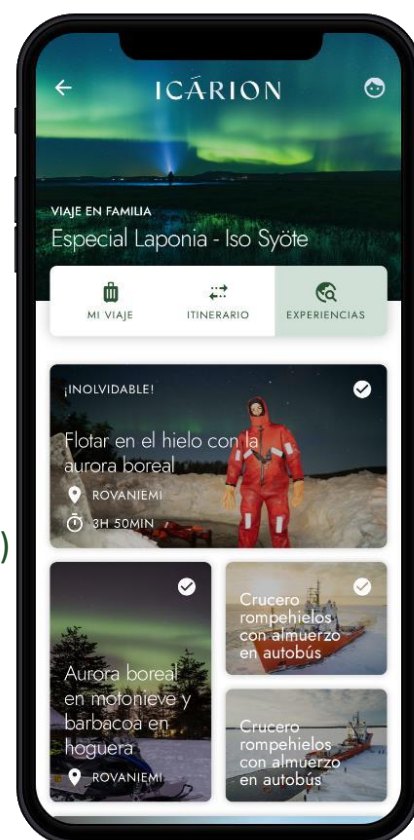 ICÁRION
VIAJE EN FAMILIA
Especial Laponia - Iso Syöte
MI VIAJE
ITINERARIO
EXPERIENCIAS
¡INOLVIDABLE!
Flotar en el hielo con la
aurora boreal
ROVANIEMI
3H 50MIN
)
Aurora boreal
en motonieve y
barbacoa en
hoguera
ROVANIEMI
Crucero
rompehielos
con almuerzo
en autobús
Crucero
rompehielos
con almuerzo
en autobús